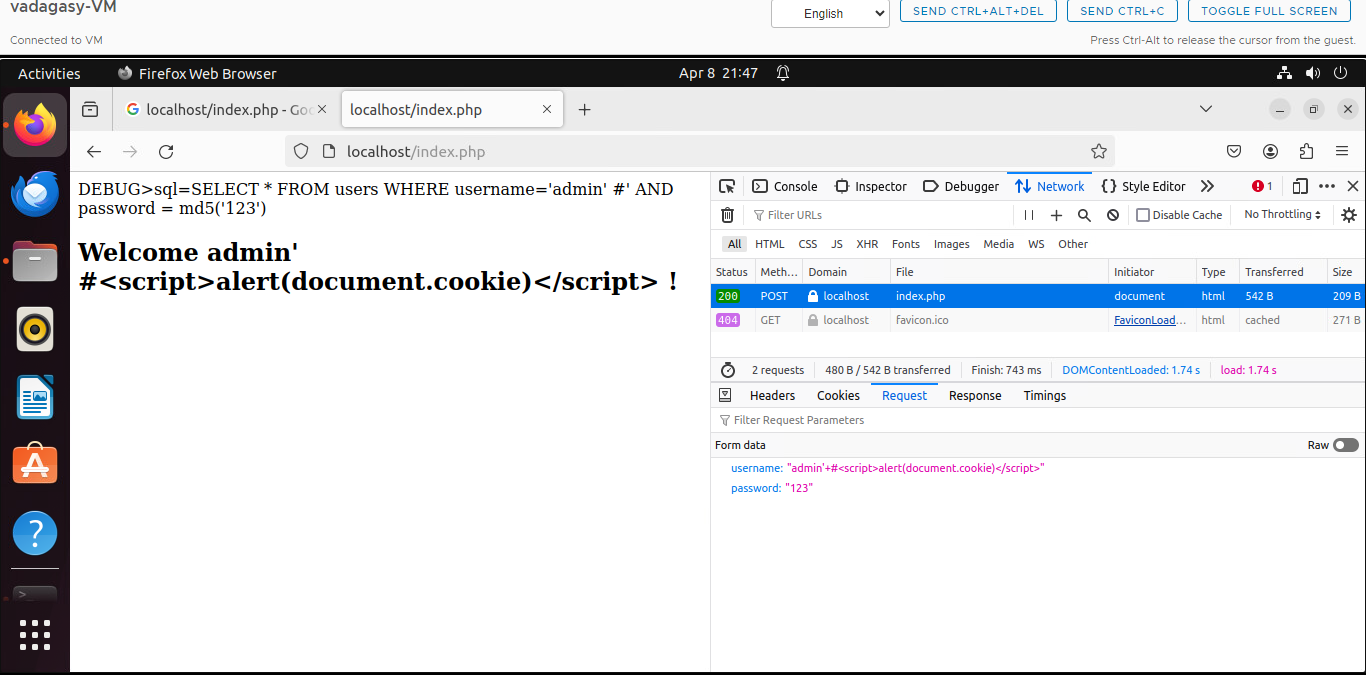 vadagasy-VM
English
SEND CTRL+ALT+DEL
SEND CTRL+C
TOGGLE FULL SCREEN
Connected to VM
Press Ctrl-Alt to release the cursor from the guest.
Activities
Firefox Web Browser
Apr 8 21:47
localhost/index.php - Goo
localhost/index.php
localhost/index.php
DEBUG>sql=SELECT * FROM users WHERE username='admin' #' AND
password = md5('123')
Welcome admin'
#<script>alert(document.cookie)</script> !
Console Inspector Debugger Network Style Editor 1
Filter URLs
Disable Cache No Throttling
All HTML CSS JS XHR Fonts Images Media WS Other
Status Meth… Domain File Initiator Type Transferred Size
200 POST localhost index.php document html 542 B 209 B
404 GET localhost favicon.ico FaviconLoad… html cached 271 B
2 requests 480 B / 542 B transferred Finish: 743 ms DOMContentLoaded: 1.74 s load: 1.74 s
Headers Cookies Request Response Timings
Filter Request Parameters
Form data Raw
username: "admin'+#<script>alert(document.cookie)</script>"
password: "123"